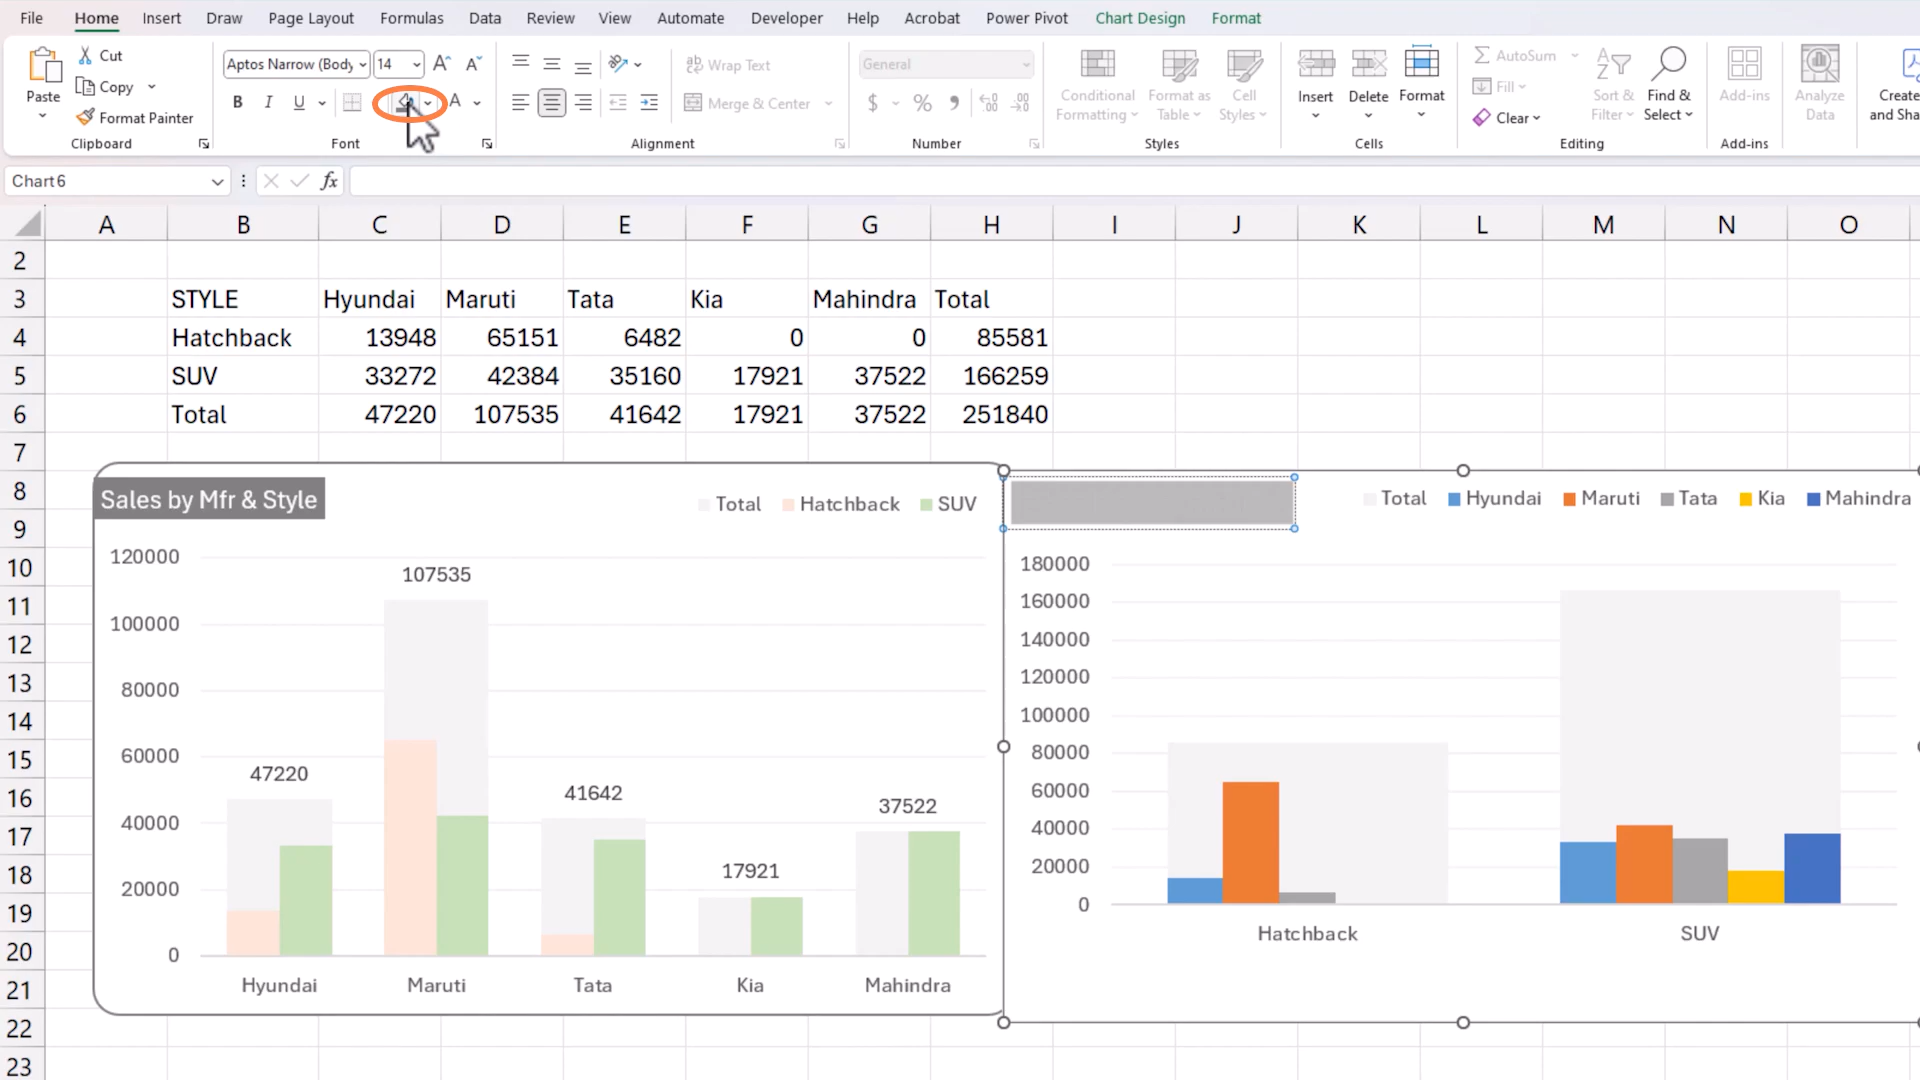 File Home Insert Draw Page Layout Formulas Data Review View Automate Developer Help Acrobat Power Pivot Chart Design Format
Paste
Cut
Copy
Format Painter
Clipboard
Aptos Narrow (Body 14 A A
B I U A
Font
ab Wrap Text
Merge & Center
Alignment
General
$ % 9
Number
Conditional Formatting
Format as Table
Cell Styles
Styles
Insert Delete Format
Cells
AutoSum
Fill
Clear
Sort & Filter
Find & Select
Editing
Add-ins
Add-ins
Analyze Data
Chart6 fx
A B C D E F G H I J K L M N O
2
3 STYLE Hyundai Maruti Tata Kia Mahindra Total
4 Hatchback 13948 65151 6482 0 0 85581
5 SUV 33272 42384 35160 17921 37522 166259
6 Total 47220 107535 41642 17921 37522 251840
7
8
9
10
11
12
13
14
15
16
17
18
19
20
21
22
23
Sales by Mfr & Style
Total Hatchback SUV
120000
100000
80000
60000
40000
20000
0
47220
107535
41642
17921
37522
Hyundai Maruti Tata Kia Mahindra
Total Hyundai Maruti Tata Kia Mahindra
180000
160000
140000
120000
100000
80000
60000
40000
20000
0
Hatchback SUV